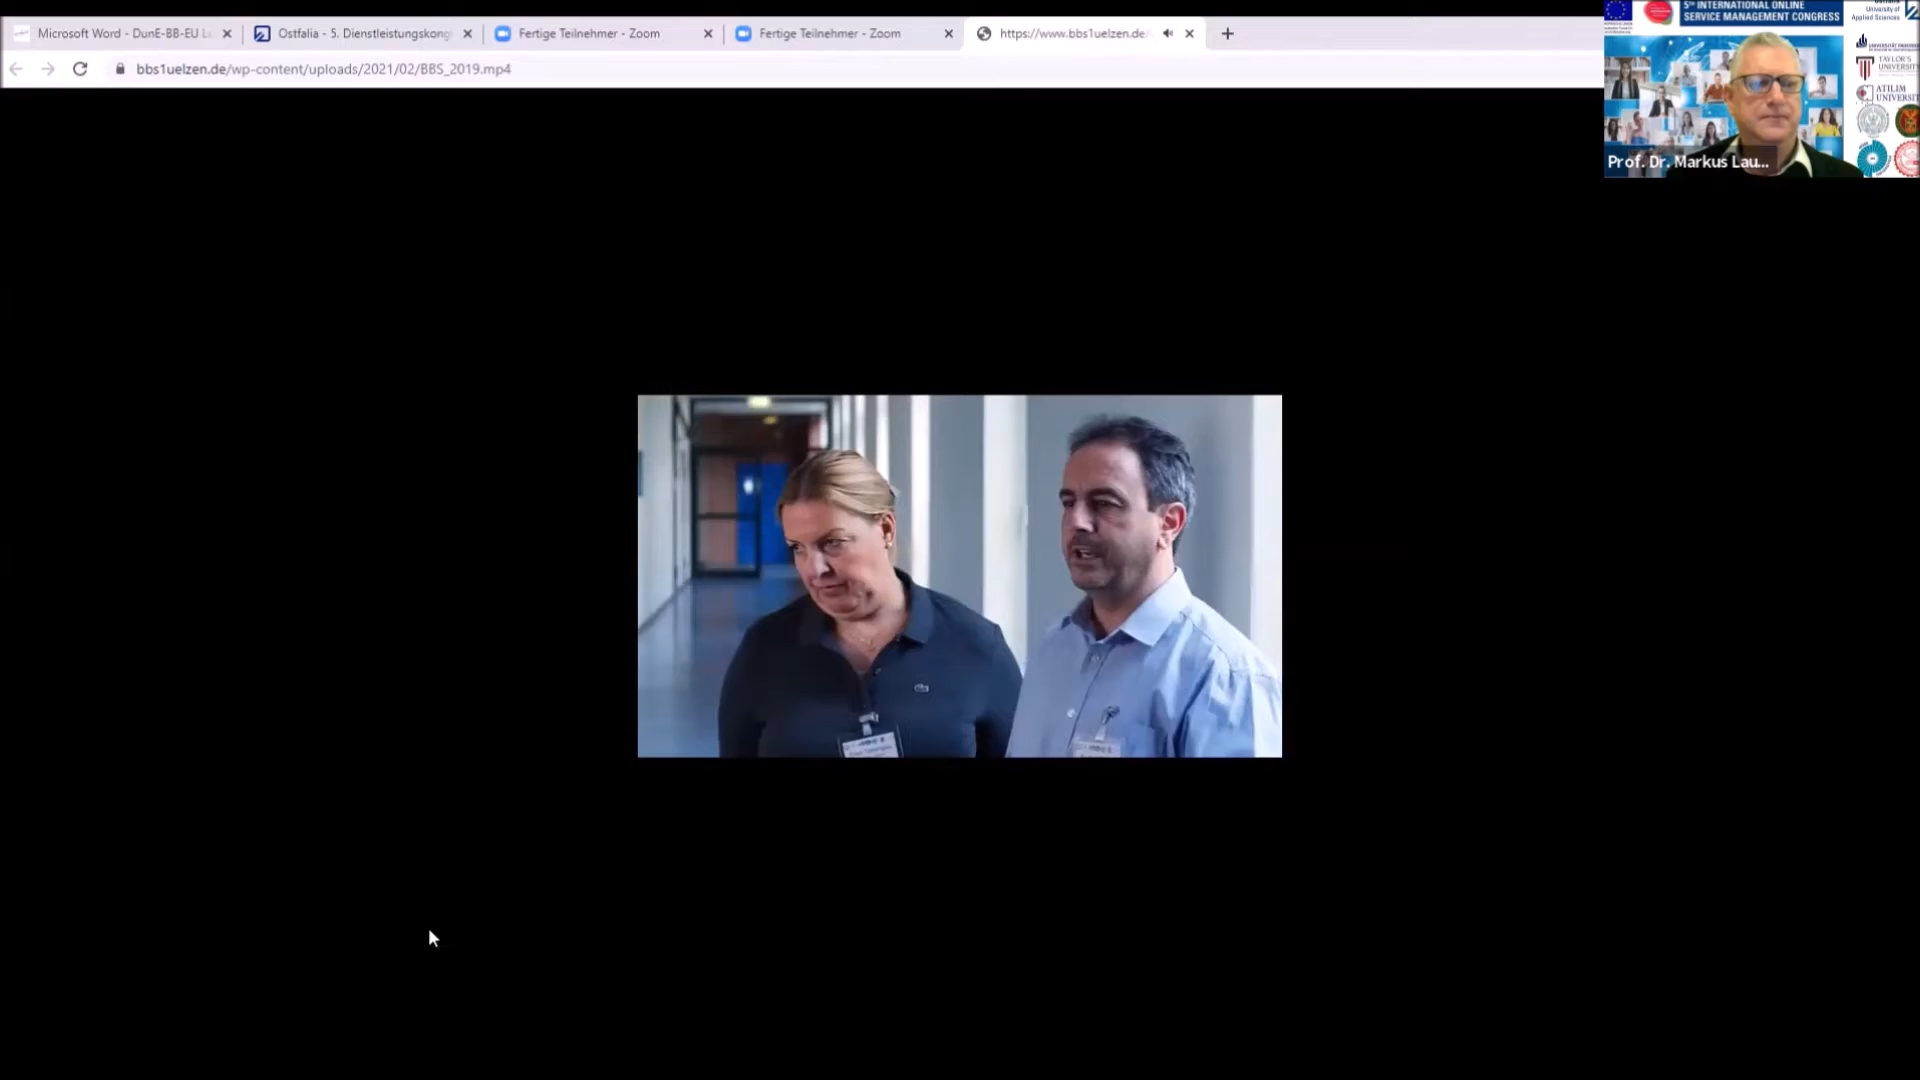 Microsoft Word - DunE-BB-EU L
Ostfalia - 5. Dienstleistungskong
Fertige Teilnehmer - Zoom
Fertige Teilnehmer - Zoom
https://www.bbs1uelzen.de/
bbs1uelzen.de/wp-content/uploads/2021/02/BBS_2019.mp4
5TH INTERNATIONAL ONLINE
SERVICE MANAGEMENT CONGRESS
University of
Applied Sciences
TAYLOR'S
UNIVERSITY
ATILIM
UNIVERSIT
Prof. Dr. Markus Lau...